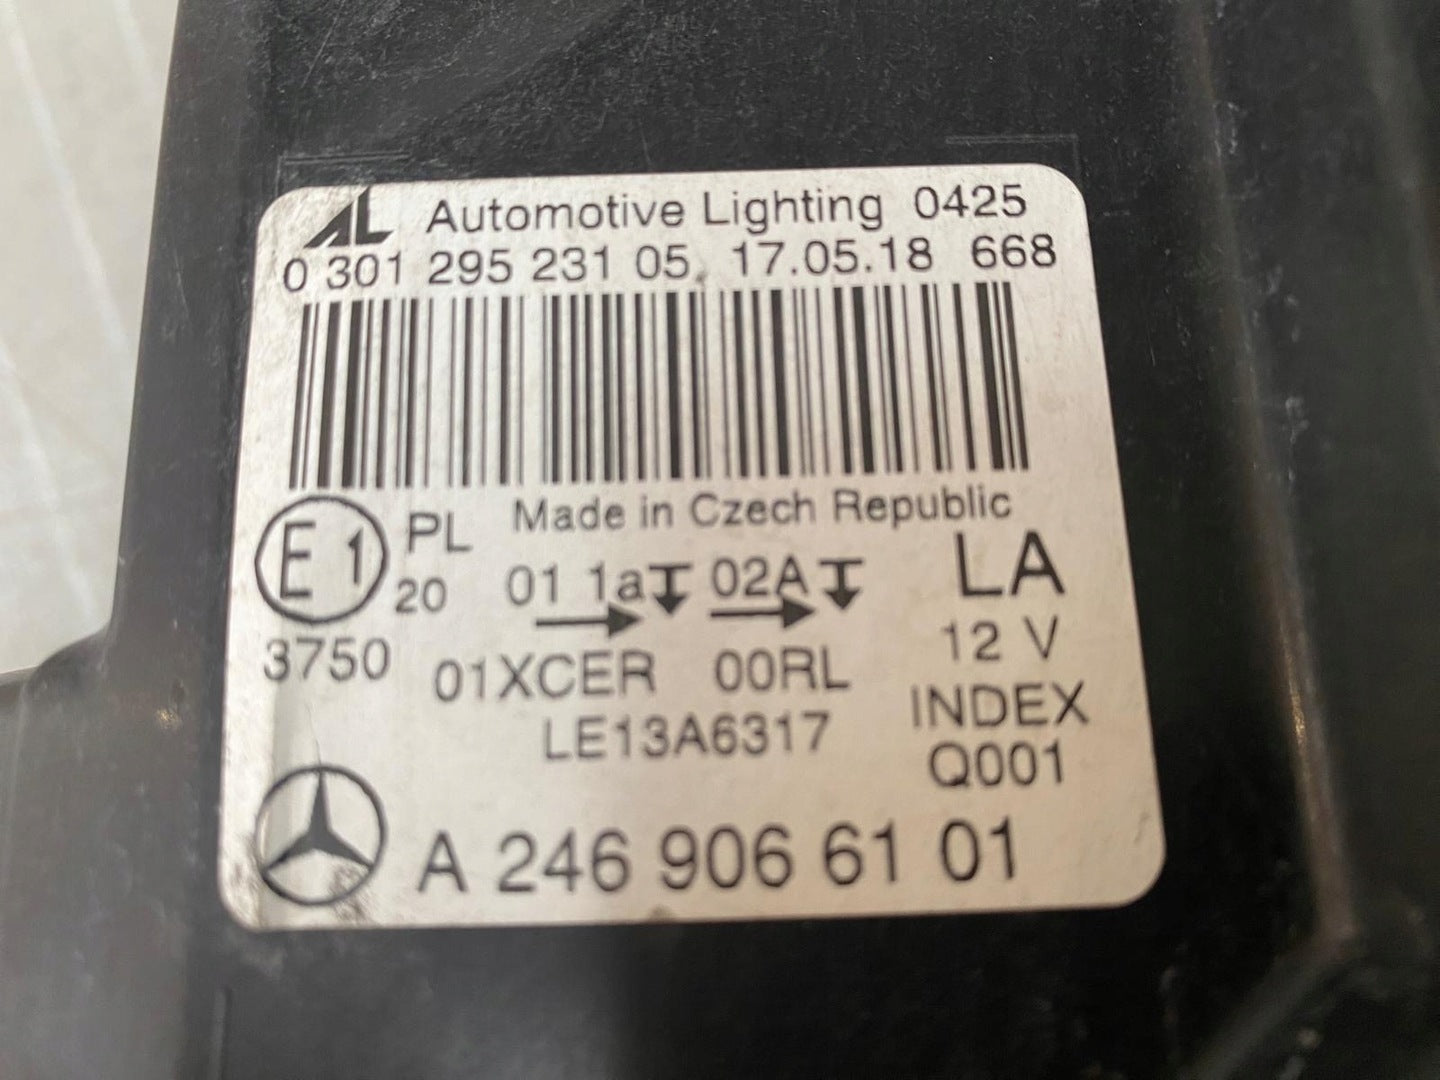 AL Automotive Lighting 0425
0 301 295 231 05 17.05.18 668
Made in Czech Republic
E1 PL 01 1a 02A LA
20
3750 01XCER 00RL 12 V
LE13A6317 INDEX
Q001
A 246 906 61 01